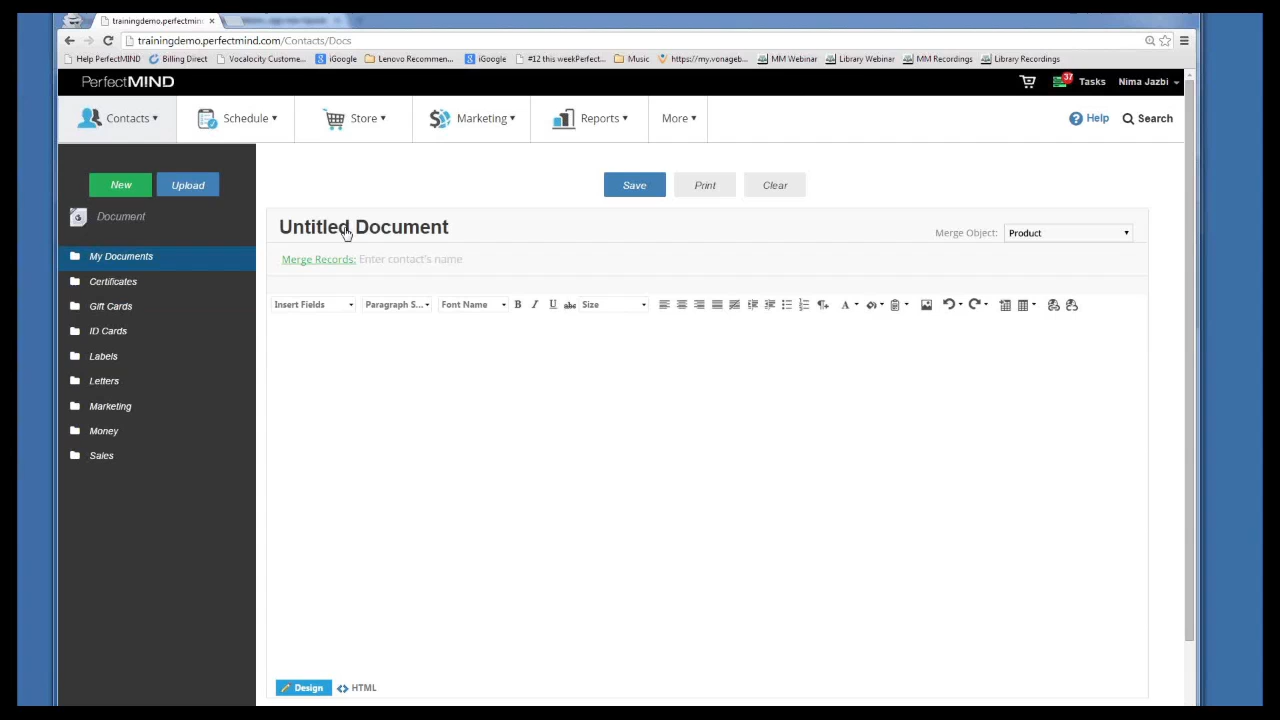 trainingdemo.perfectmin
trainingdemo.perfectmind.com/Contacts/Docs
Help PerfectMIND Billing Direct Vocalocity Custome... iGoogle Lenovo Recommen... iGoogle #12 this weekPerfect... Music https://my.vonageb... MM Webinar Library Webinar MM Recordings Library Recordings
PerfectMIND 37 Tasks Nima Jazbi
Contacts Schedule Store Marketing Reports More Help Search
New Upload Save Print Clear
Document
Untitled Document
Merge Object: Product
My Documents
Merge Records: Enter contact's name
Certificates
Gift Cards
Insert Fields Paragraph S... Font Name B I U abc Size A
ID Cards
Labels
Letters
Marketing
Money
Sales
Design HTML